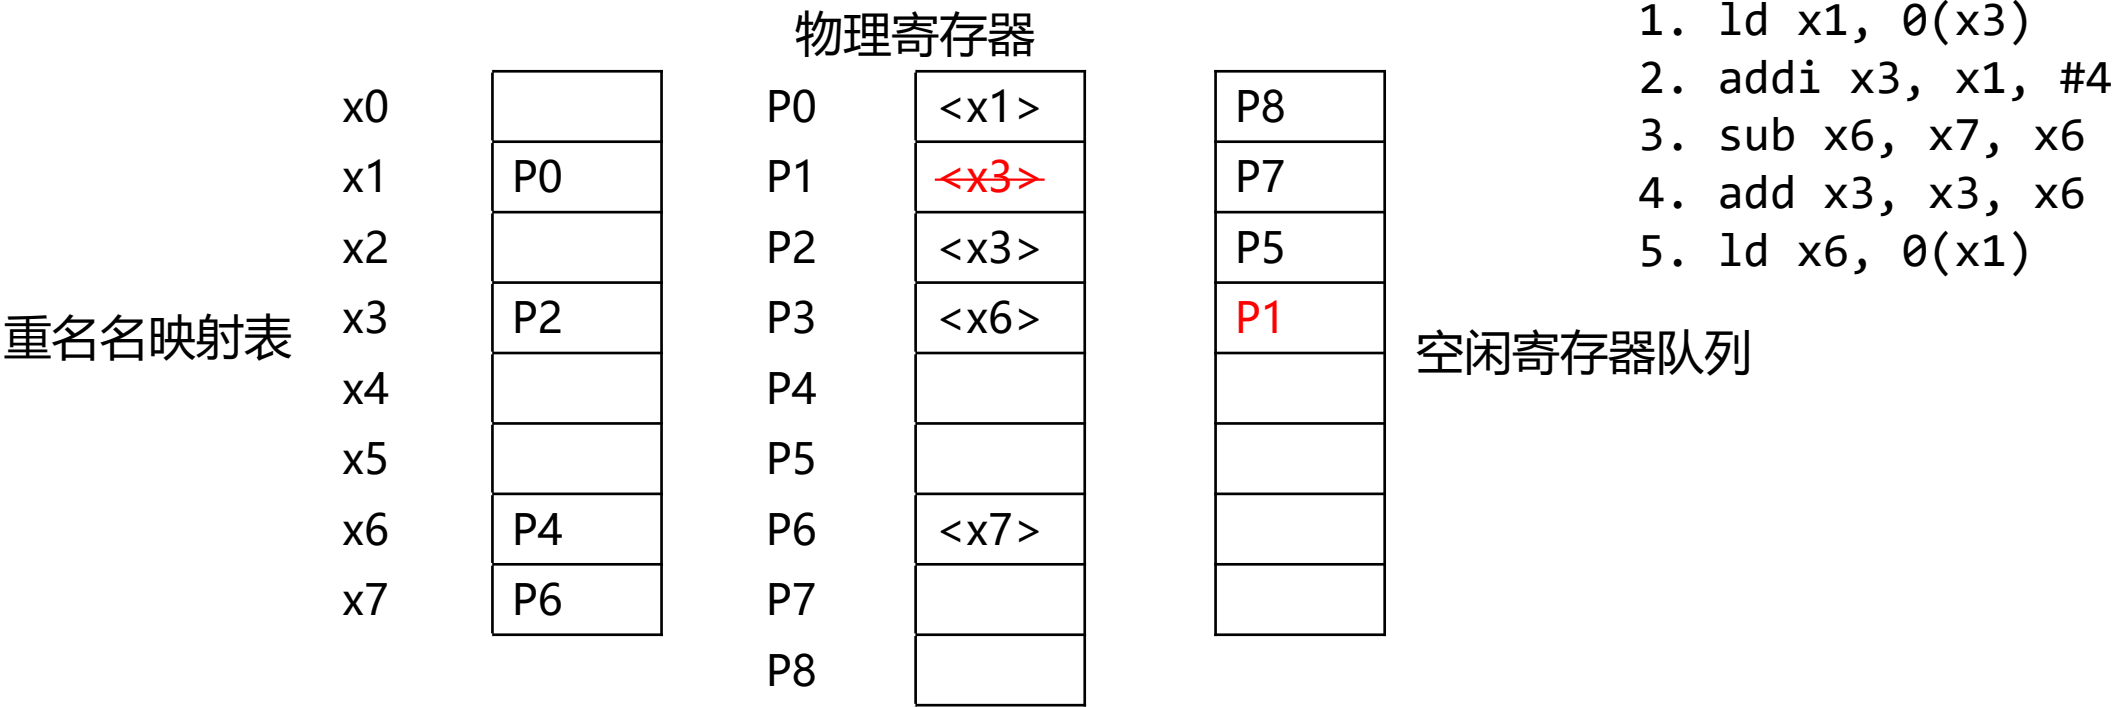 物理寄存器
1. ld x1, 0(x3)
2. addi x3, x1, #4
3. sub x6, x7, x6
4. add x3, x3, x6
5. ld x6, 0(x1)
重名名映射表
x0
x1 P0
x2
x3 P2
x4
x5
x6 P4
x7 P6
P0 <x1>
P1 <x3>
P2 <x3>
P3 <x6>
P4
P5
P6 <x7>
P7
P8
P8
P7
P5
P1
空闲寄存器队列